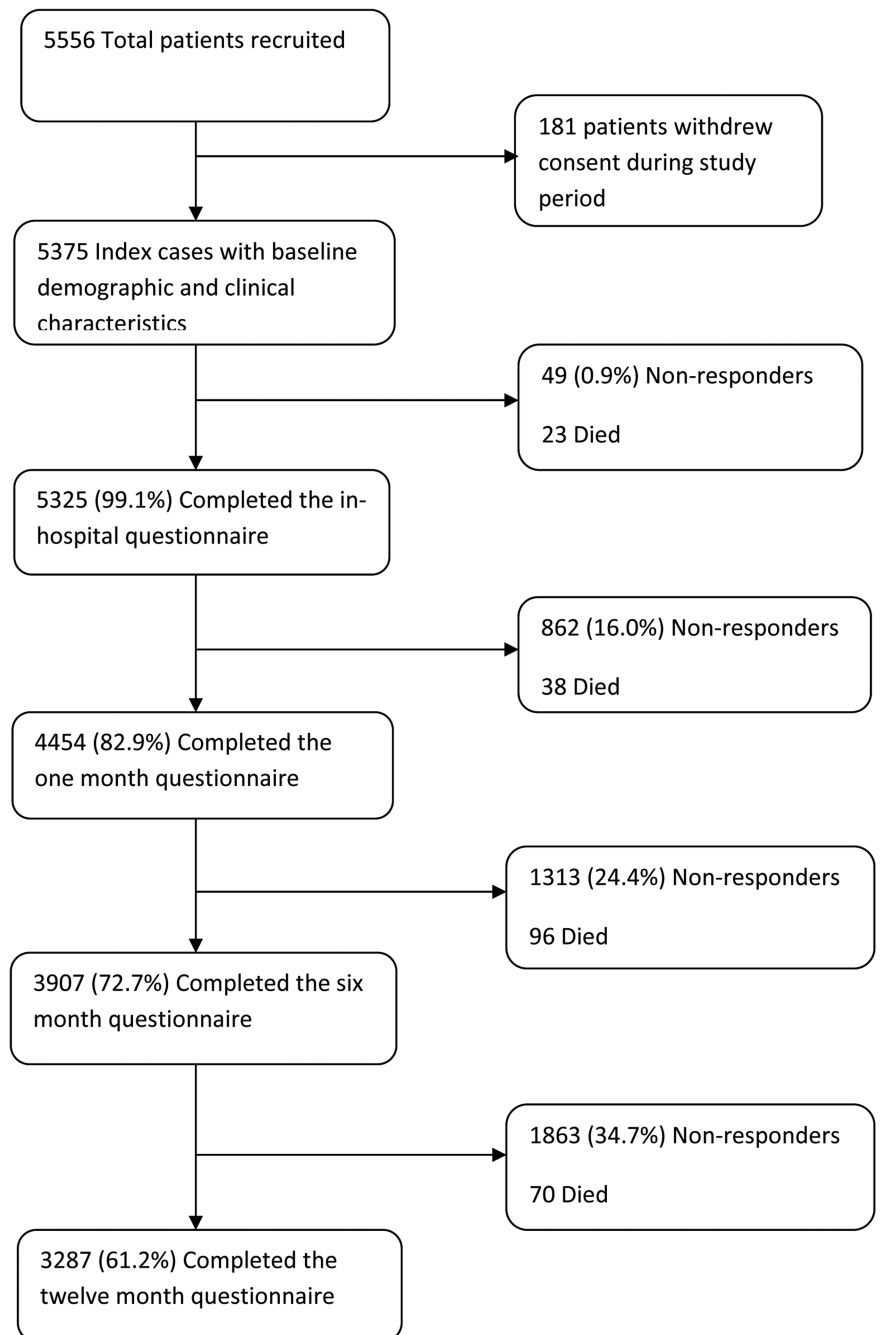 5556 Total patients recruited
181 patients withdrew
consent during study
period
5375 Index cases with baseline
demographic and clinical
characteristics
49 (0.9%) Non-responders
23 Died
5325 (99.1%) Completed the in-
hospital questionnaire
862 (16.0%) Non-responders
38 Died
4454 (82.9%) Completed the
one month questionnaire
1313 (24.4%) Non-responders
96 Died
3907 (72.7%) Completed the six
month questionnaire
1863 (34.7%) Non-responders
70 Died
3287 (61.2%) Completed the
twelve month questionnaire